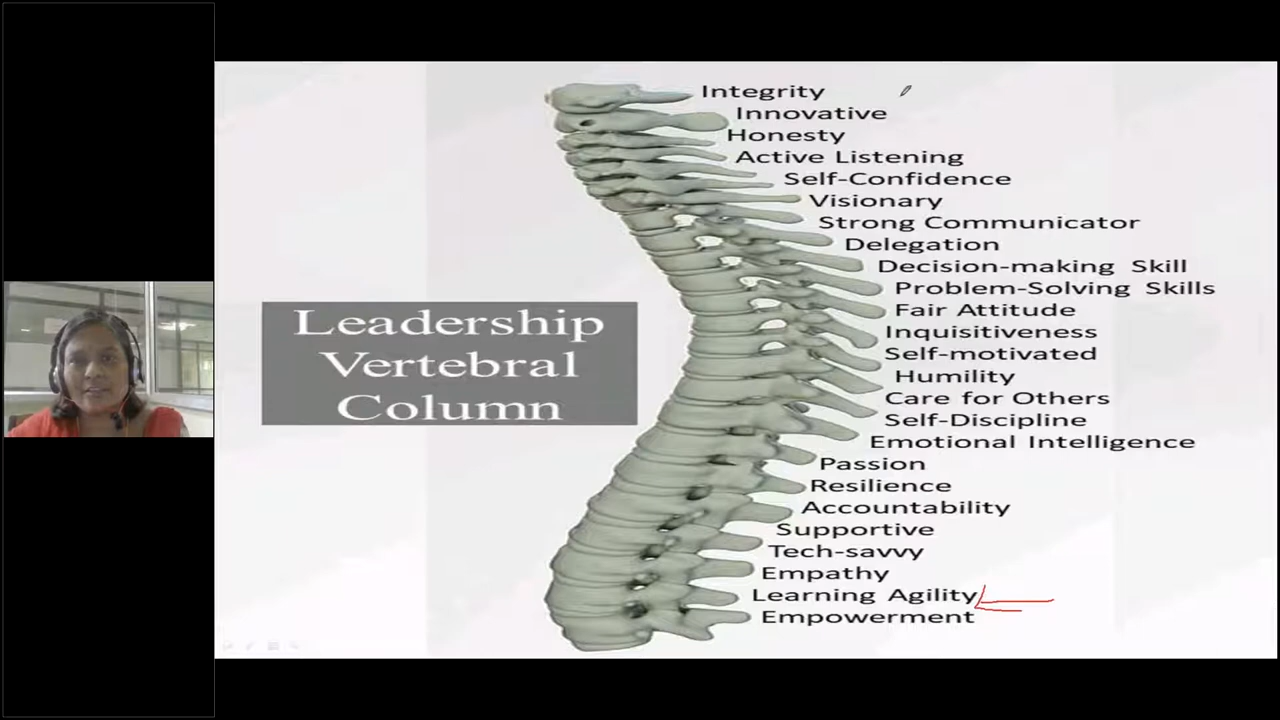 Integrity
Innovative
Honesty
Active Listening
Self-Confidence
Visionary
Strong Communicator
Delegation
Decision-making Skill
Problem-Solving Skills
Fair Attitude
Inquisitiveness
Self-motivated
Humility
Care for Others
Self-Discipline
Emotional Intelligence
Passion
Resilience
Accountability
Supportive
Tech-savvy
Empathy
Learning Agility
Empowerment
Leadership
Vertebral
Column